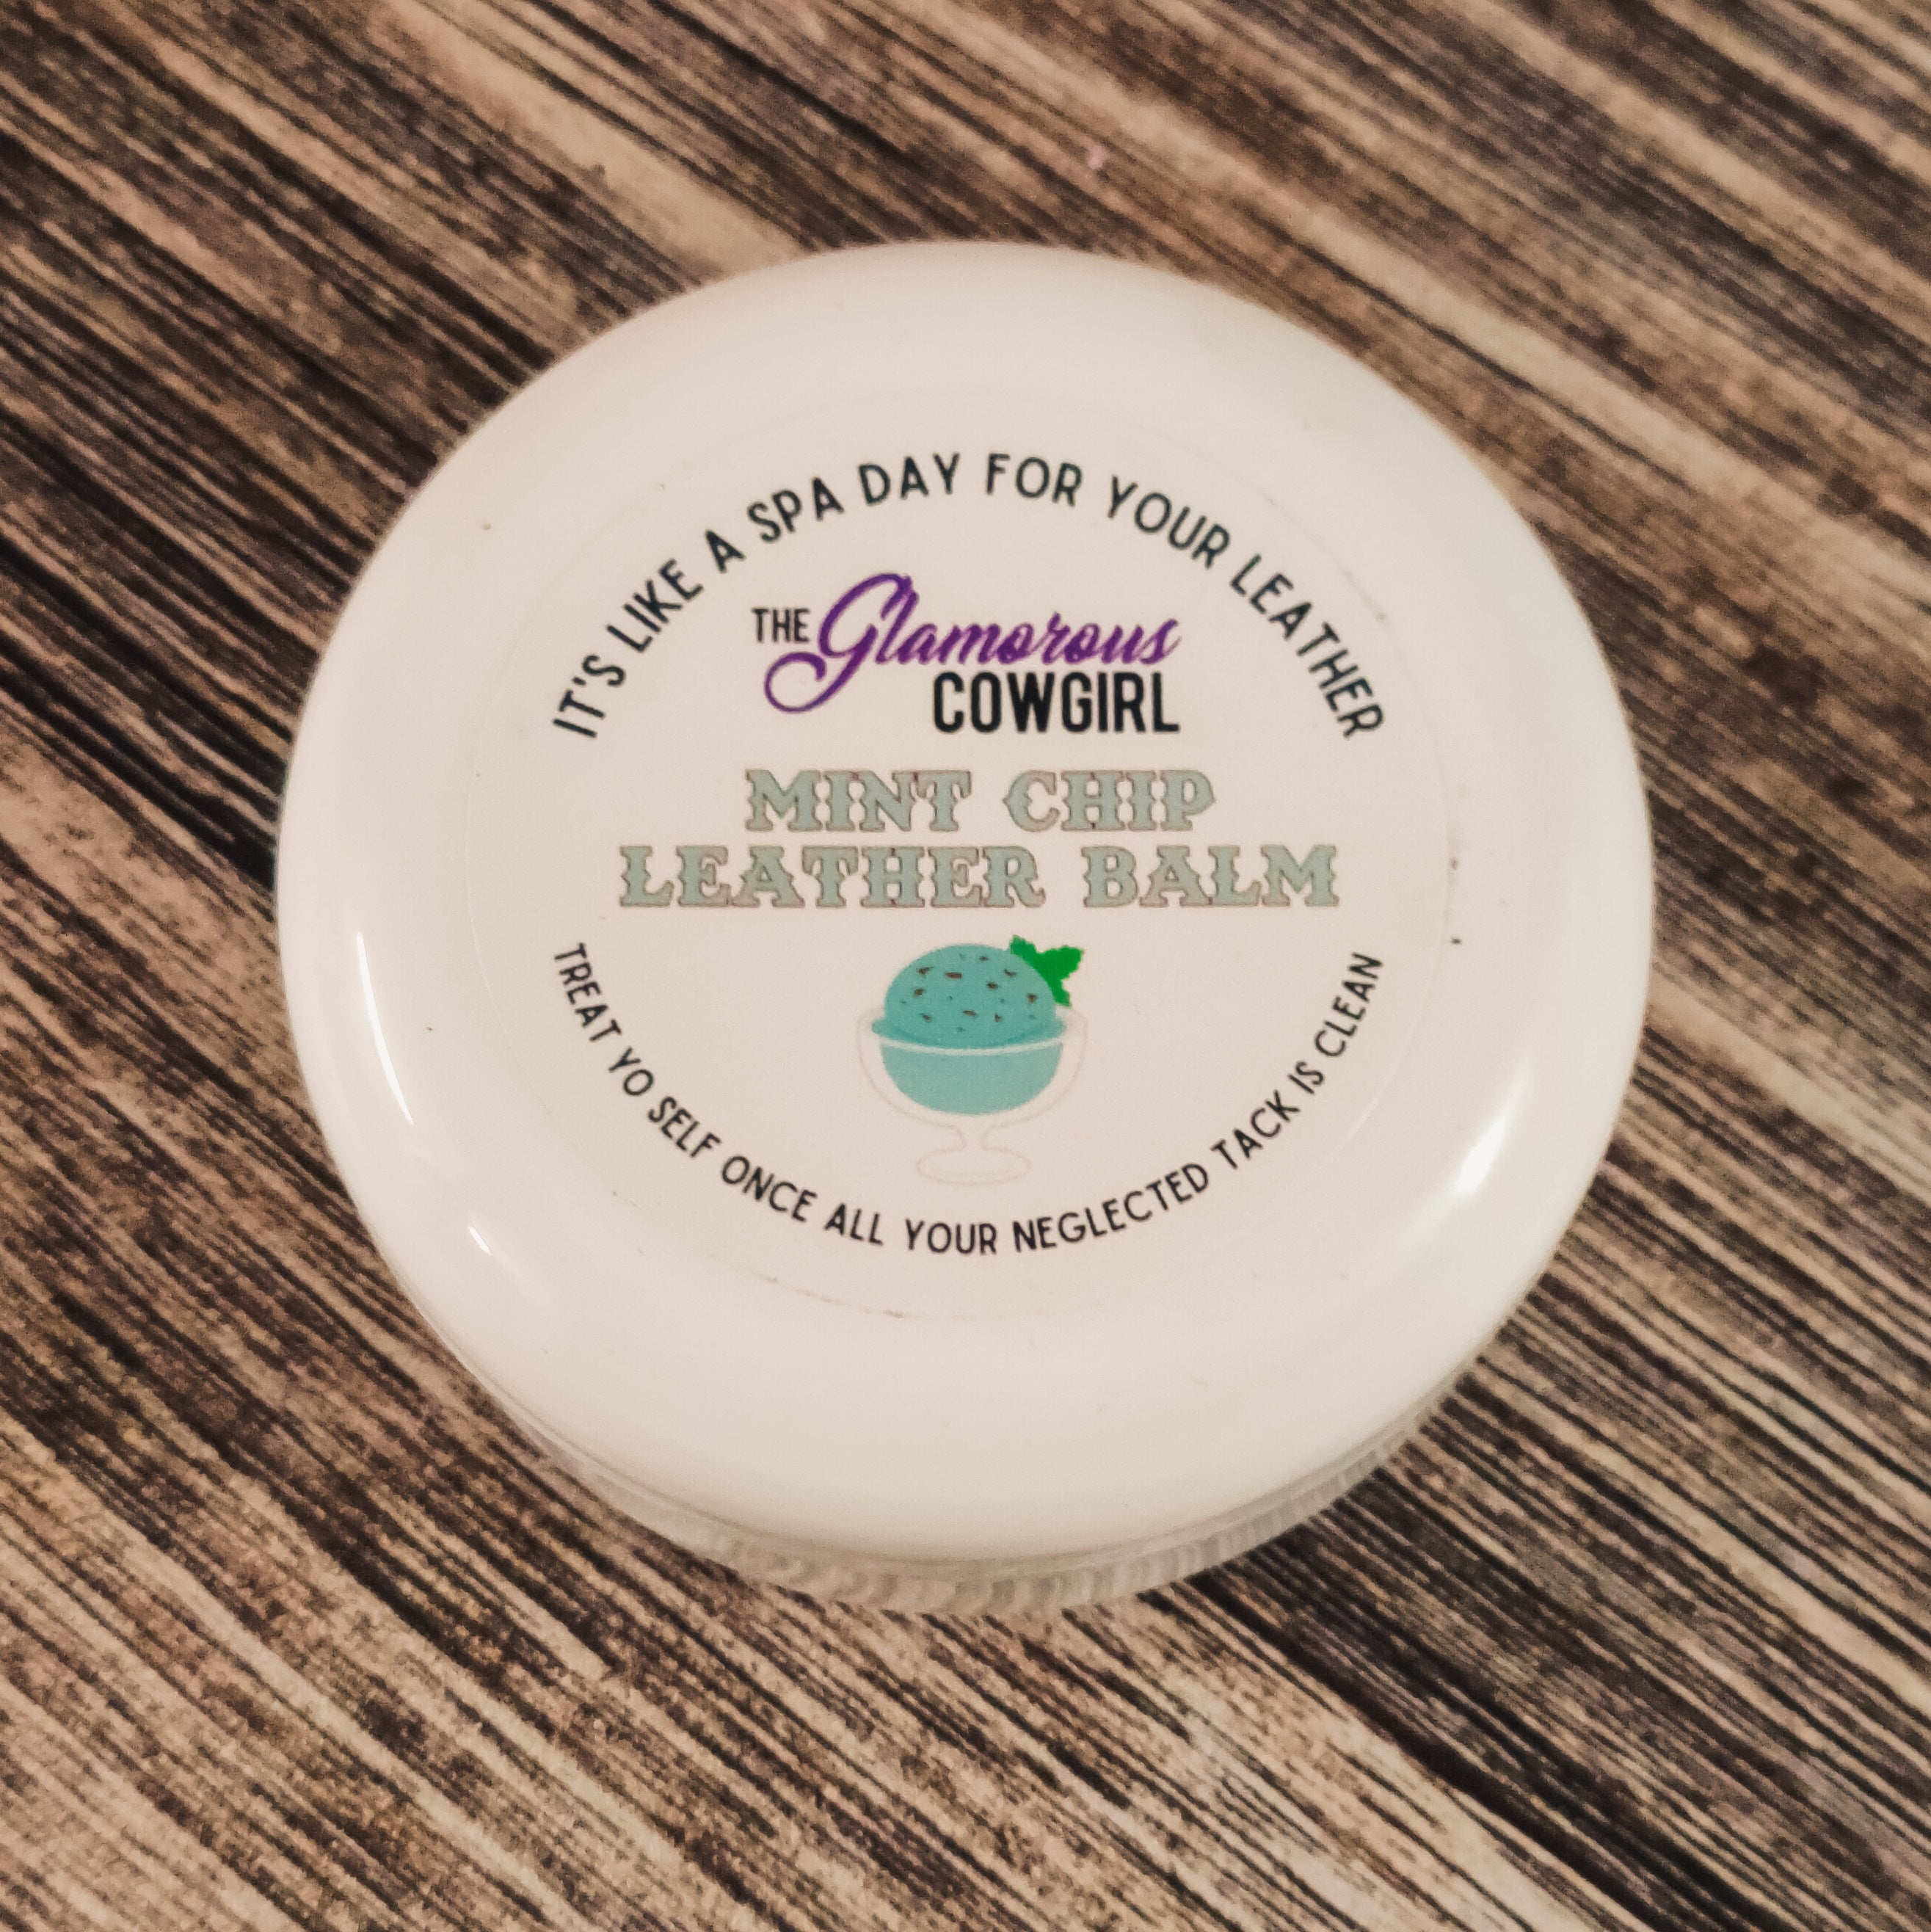 IT'S LIKE A SPA DAY FOR YOUR LEATHER
THE Glamorous
COWGIRL
MINT CHIP
LEATHER BALM
TREAT YO SELF ONCE ALL YOUR NEGLECTED TACK IS CLEAN